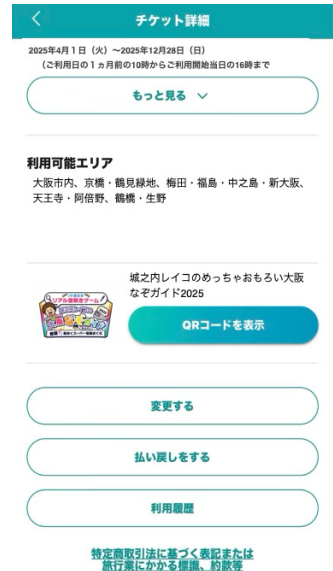 チケット詳細
2025年4月1日（火）～2025年12月28日（日）
（ご利用日の1ヵ月前の10時からご利用開始当日の16時まで
もっと見る
利用可能エリア
大阪市内、京橋・鶴見緑地、梅田・福島・中之島・新大阪、
天王寺・阿倍野、鶴橋・生野
城之内レイコのめっちゃおもろい大阪
なぞガイド2025
リアル謎解きゲーム
QRコードを表示
変更する
払い戻しをする
利用履歴
特定商取引法に基づく表記または
旅行業にかかる標識、約款等